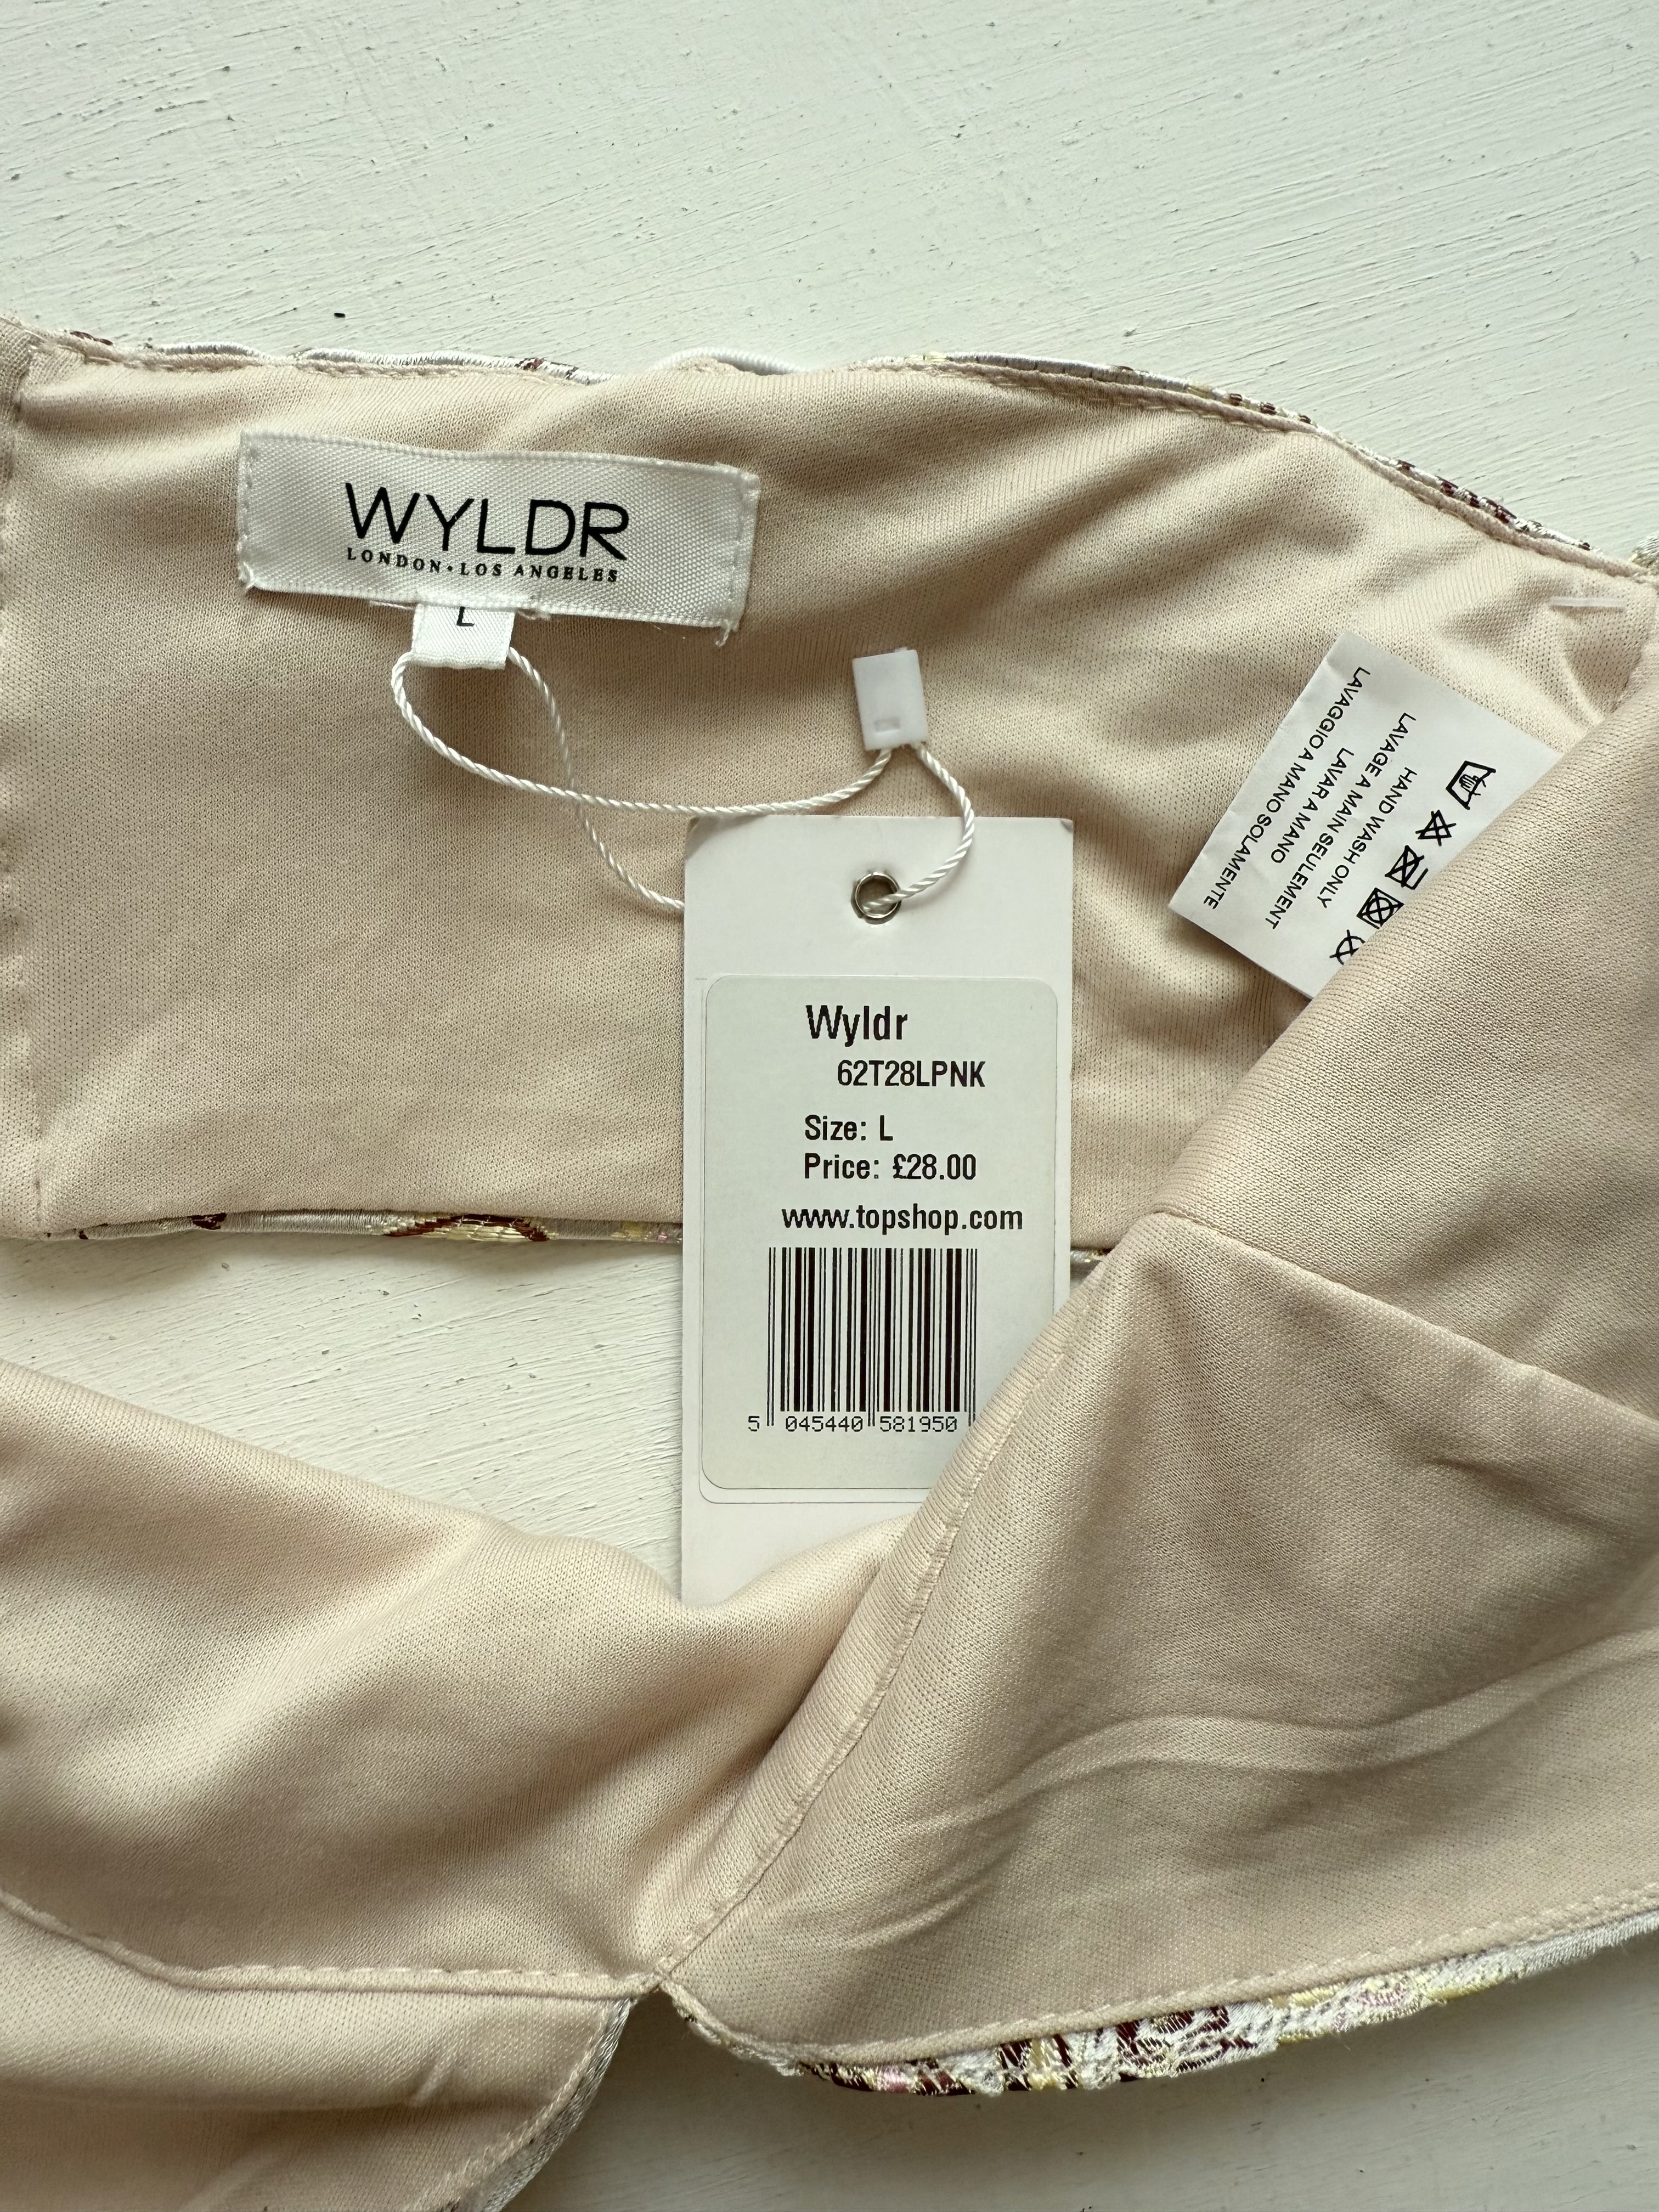 WYLDR
LONDON•LOS ANGELES
L
HAND WASH ONLY
LAVAGE A MAIN SEULEMENT
LAVAR A MANO
LAVAGGIO A MANO SOLAMENTE
Wyldr
62T28LPNK
Size: L
Price: £28.00
www.topshop.com
5 045440 581950